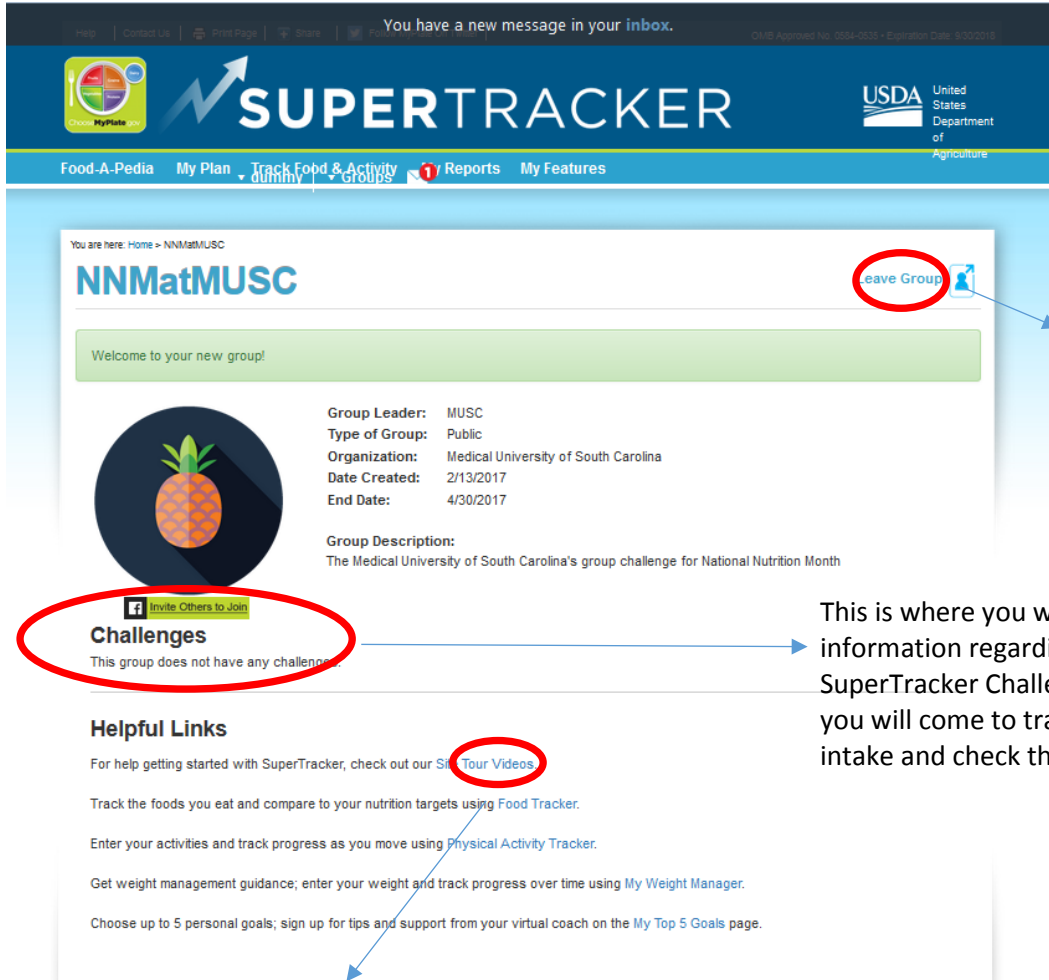 You have a new message in your inbox.
Help | Contact Us | Print Page | Share | Follow MyPlate On Twitter |
OMB Approved No. 0584-0535 • Expiration Date: 9/30/2018
ChooseMyPlate.gov
SUPERTRACKER
USDA United
States
Department
of
Agriculture
Food-A-Pedia My Plan Track Food & Activity My Reports My Features
dummy Groups 1
You are here: Home > NNMatMUSC
NNMatMUSC
Leave Group
Welcome to your new group!
Group Leader: MUSC
Type of Group: Public
Organization: Medical University of South Carolina
Date Created: 2/13/2017
End Date: 4/30/2017
Group Description:
The Medical University of South Carolina's group challenge for National Nutrition Month
f Invite Others to Join
Challenges
This group does not have any challenges.
This is where you w
information regardi
SuperTracker Challe
you will come to tra
intake and check th
Helpful Links
For help getting started with SuperTracker, check out our Site Tour Videos.
Track the foods you eat and compare to your nutrition targets using Food Tracker.
Enter your activities and track progress as you move using Physical Activity Tracker.
Get weight management guidance; enter your weight and track progress over time using My Weight Manager.
Choose up to 5 personal goals; sign up for tips and support from your virtual coach on the My Top 5 Goals page.